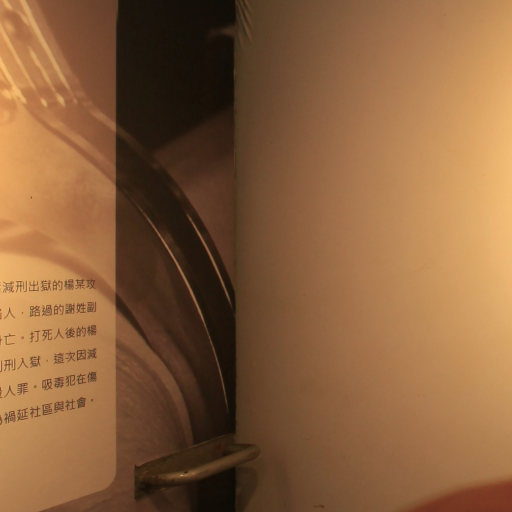 減刑出獄的楊某攻
人，路過的謝姓副
亡。打死人後的楊
刑入獄，這次因減
人罪。吸毒犯在傷
禍延社區與社會。